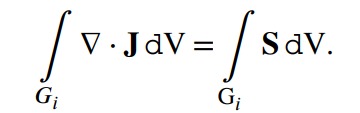 ∫_{G_i} ∇ · J dV = ∫_{G_i} S dV.